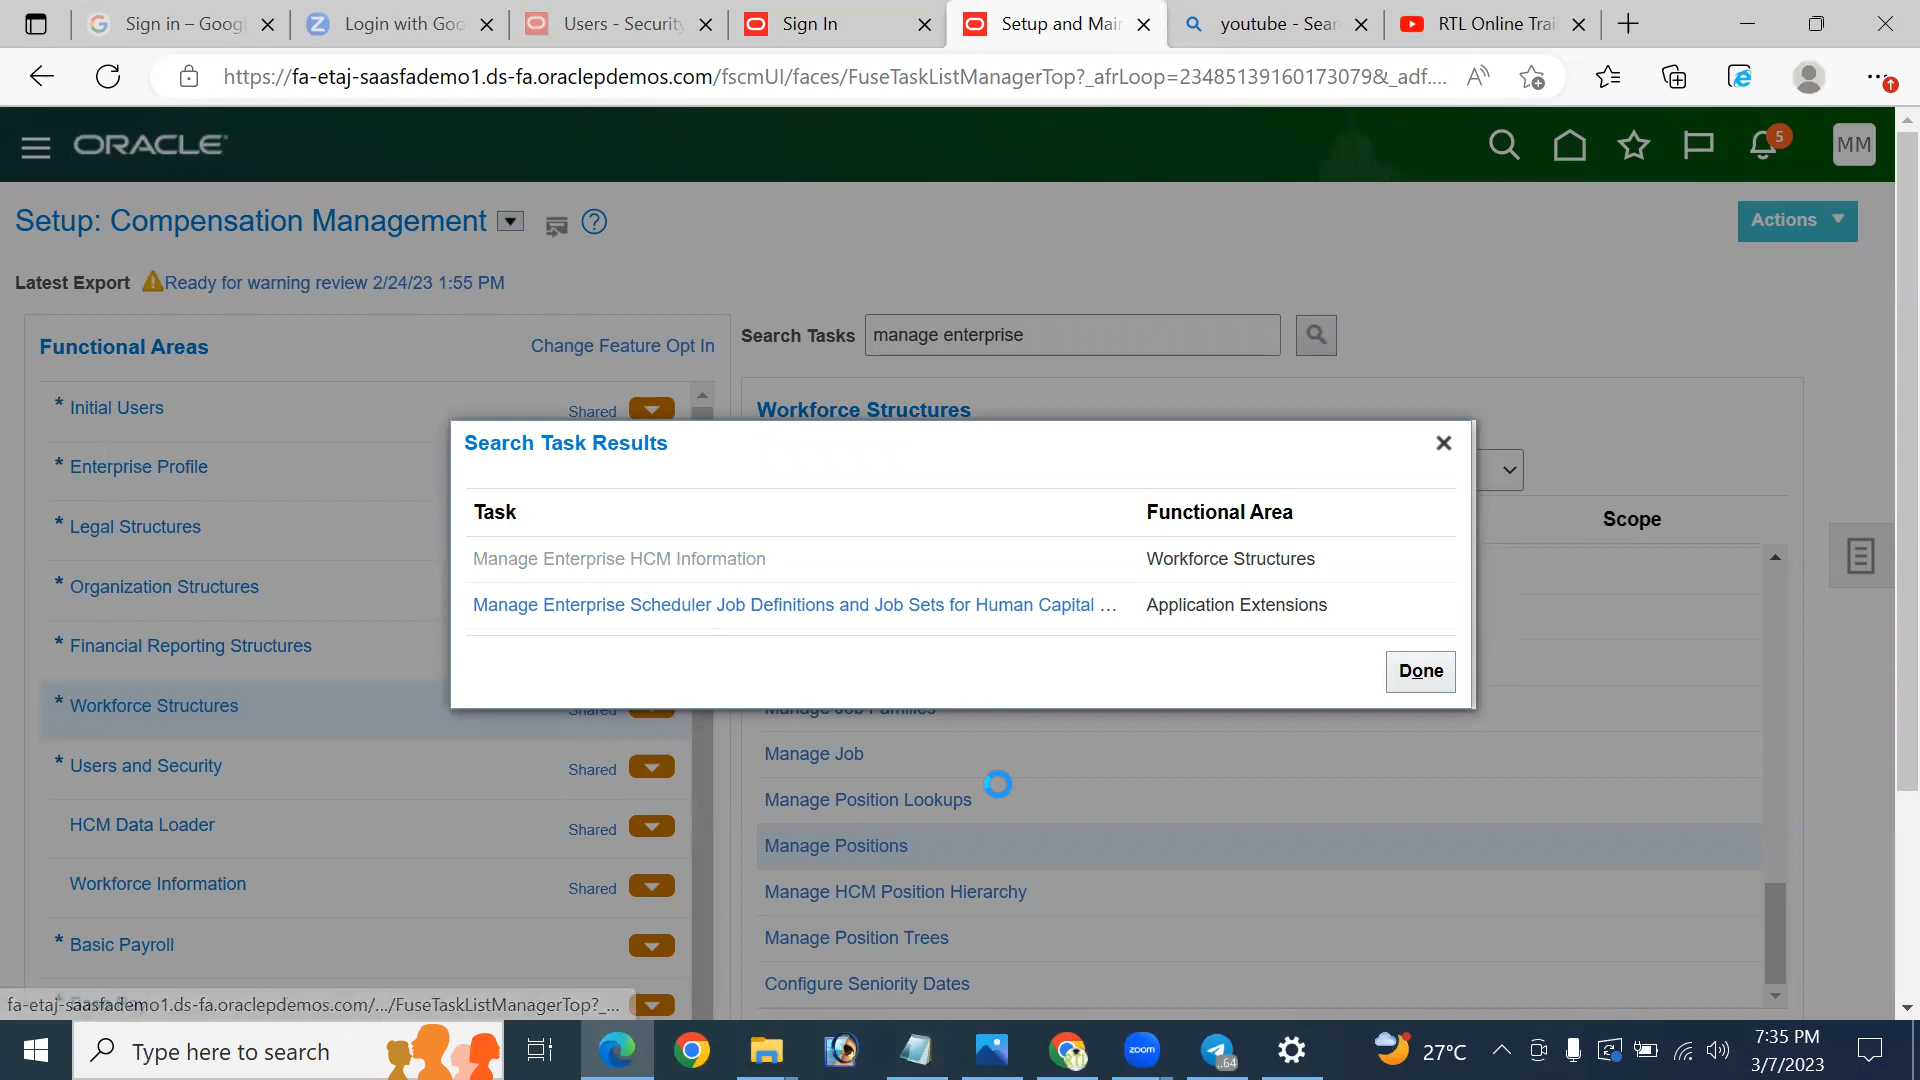 Sign in – Googl
Login with Goo
Users - Security
Sign In
Setup and Main
youtube - Sear
RTL Online Trai
https://fa-etaj-saasfademo1.ds-fa.oraclepdemos.com/fscmUI/faces/FuseTaskListManagerTop?_afrLoop=23485139160173079&_adf....
ORACLE
5
MM
Setup: Compensation Management
Actions
Latest Export Ready for warning review 2/24/23 1:55 PM
Functional Areas
Change Feature Opt In
Search Tasks manage enterprise
* Initial Users
Shared
Workforce Structures
Search Task Results
* Enterprise Profile
Task
Functional Area
Scope
* Legal Structures
Manage Enterprise HCM Information
Workforce Structures
* Organization Structures
Manage Enterprise Scheduler Job Definitions and Job Sets for Human Capital ...
Application Extensions
* Financial Reporting Structures
Done
* Workforce Structures
Shared
Manage Job Families
Manage Job
* Users and Security
Shared
Manage Position Lookups
HCM Data Loader
Shared
Manage Positions
Workforce Information
Shared
Manage HCM Position Hierarchy
* Basic Payroll
Manage Position Trees
Configure Seniority Dates
fa-etaj-saasfademo1.ds-fa.oraclepdemos.com/.../FuseTaskListManagerTop?_...
Type here to search
zoom
..64
27°C
7:35 PM
3/7/2023